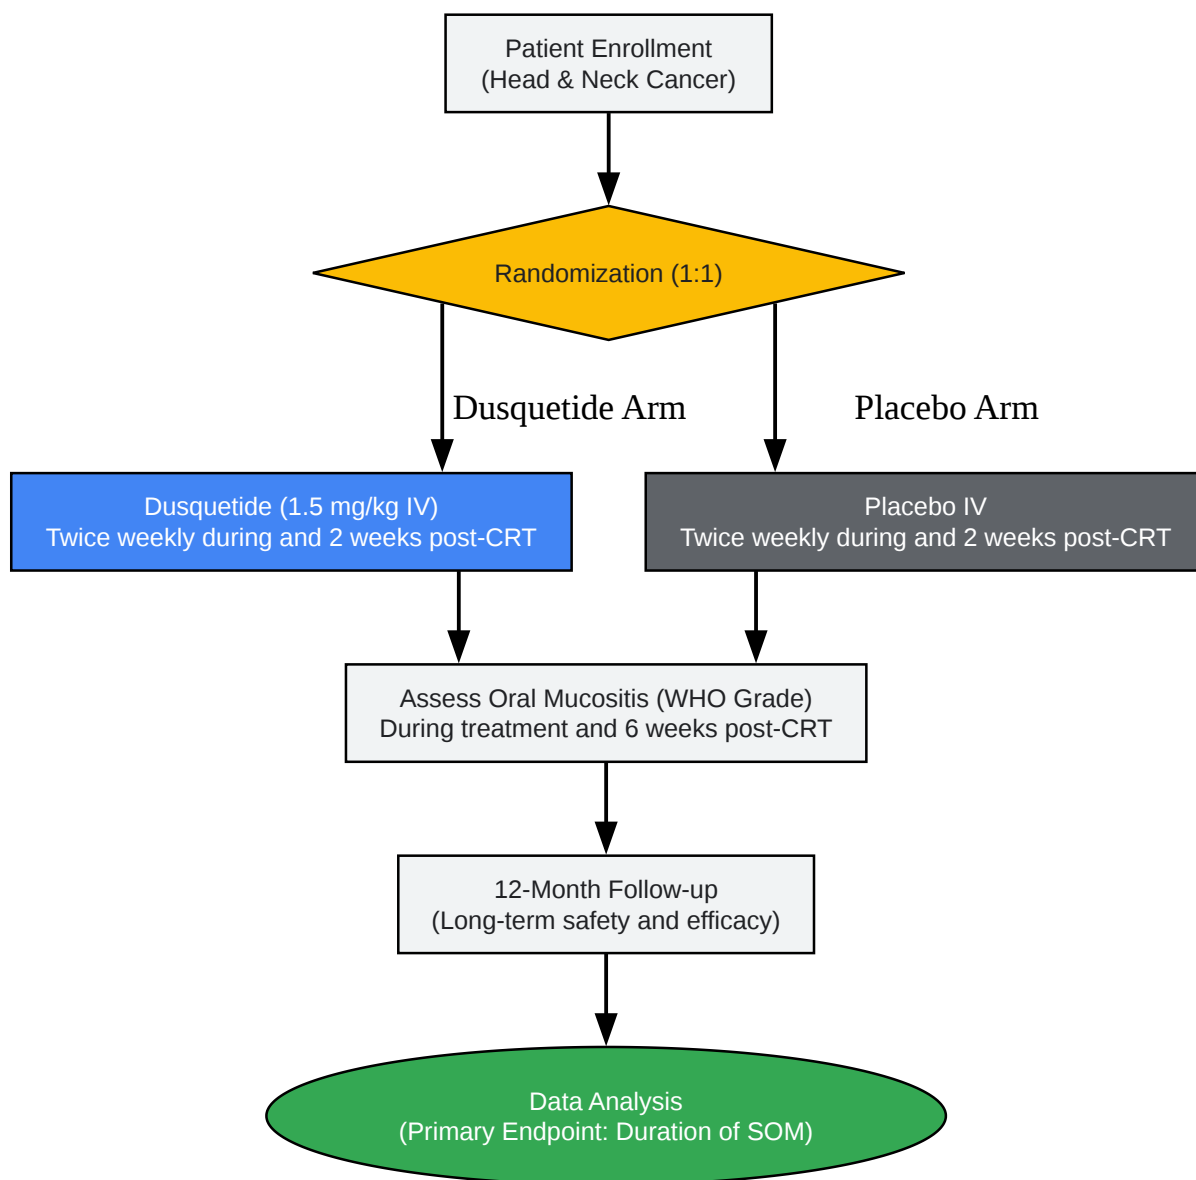 Patient Enrollment
(Head & Neck Cancer)
Randomization (1:1)
Dusquetide Arm
Placebo Arm
Dusquetide (1.5 mg/kg IV)
Twice weekly during and 2 weeks post-CRT
Placebo IV
Twice weekly during and 2 weeks post-CRT
Assess Oral Mucositis (WHO Grade)
During treatment and 6 weeks post-CRT
12-Month Follow-up
(Long-term safety and efficacy)
Data Analysis
(Primary Endpoint: Duration of SOM)